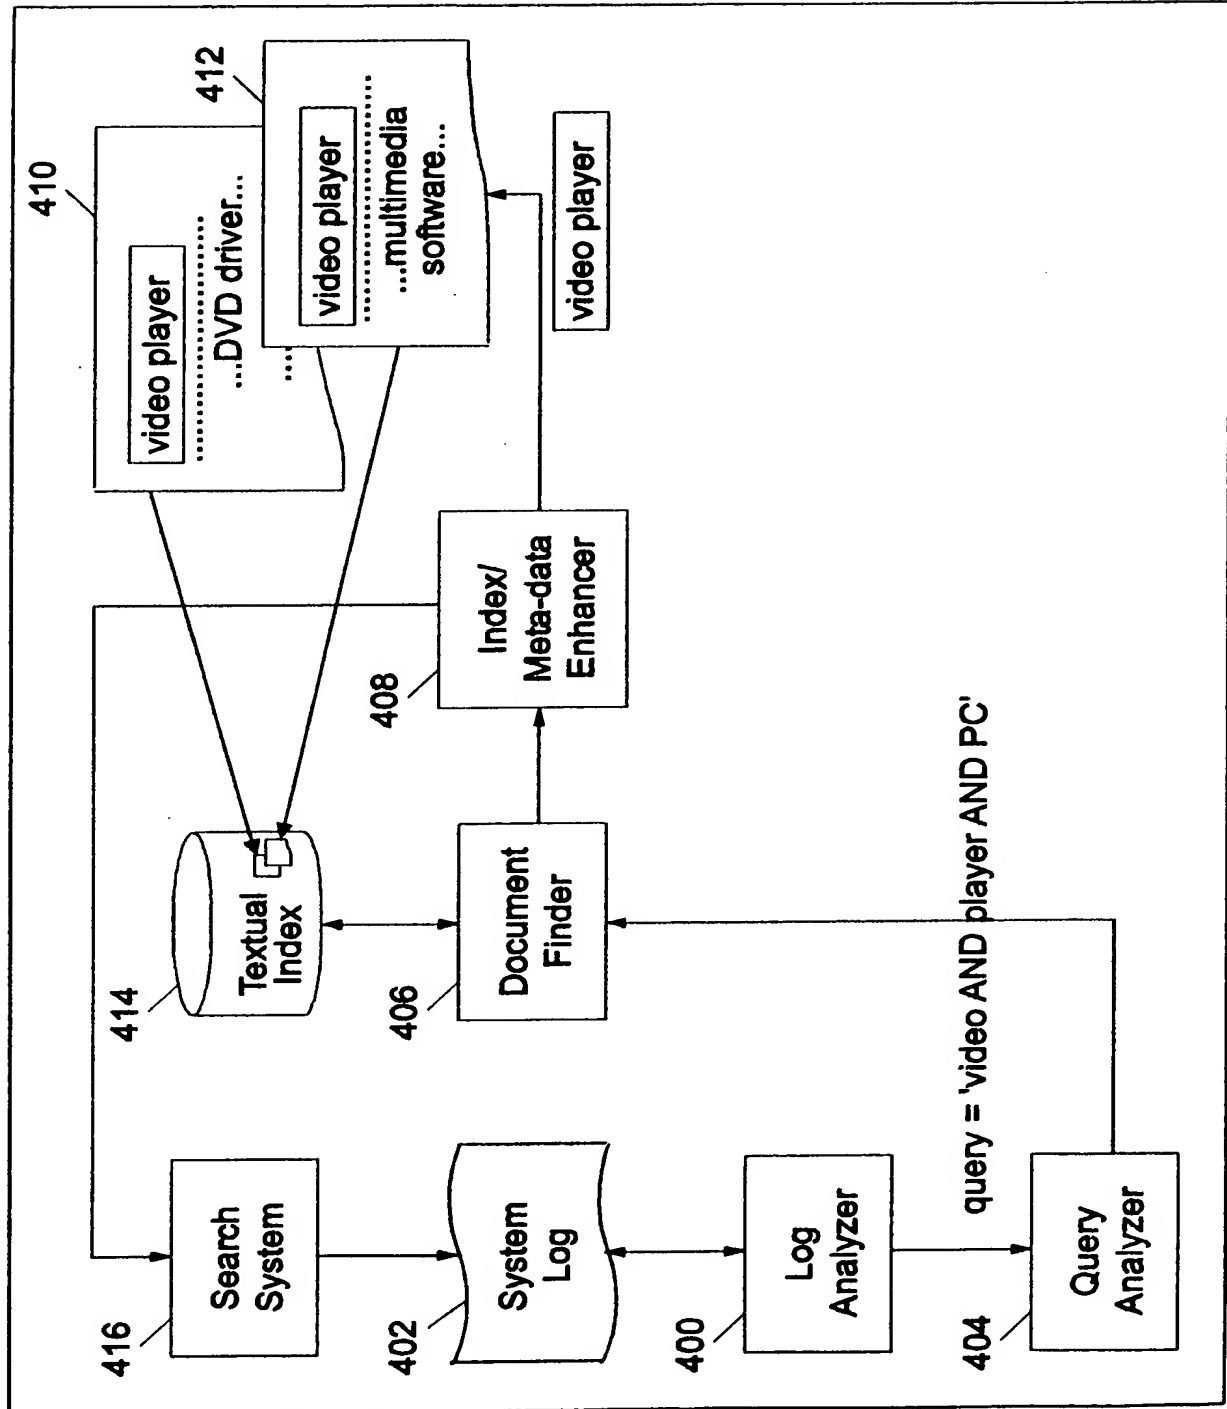 416
Search
System
402
System
Log
400
Log
Analyzer
404
Query
Analyzer
query = 'video AND player AND PC'
414
Textual
Index
406
Document
Finder
408
Index/
Meta-data
Enhancer
410
video player
...DVD driver...
412
video player
...multimedia
software...
video player